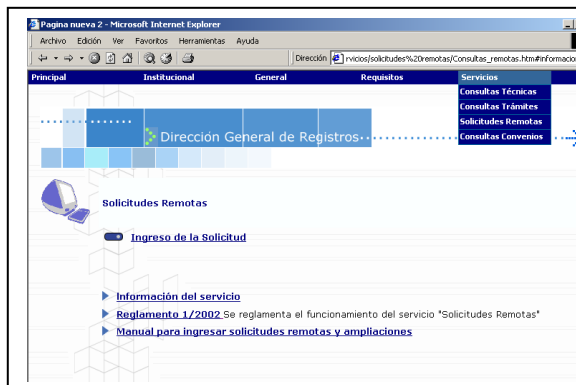 Pagina nueva 2 - Microsoft Internet Explorer
Archivo Edición Ver Favoritos Herramientas Ayuda
Dirección rvicios/solicitudes%20remotas/Consultas_remotas.htm#informacio
Principal Institucional General Requisitos Servicios
Consultas Técnicas
Consultas Trámites
Solicitudes Remotas
Consultas Convenios
Dirección General de Registros
Solicitudes Remotas
Ingreso de la Solicitud
Información del servicio
Reglamento 1/2002 Se reglamenta el funcionamiento del servicio "Solicitudes Remotas"
Manual para ingresar solicitudes remotas y ampliaciones